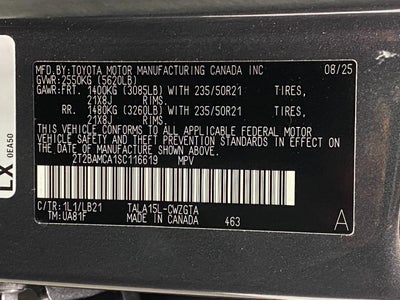 MFD.BY:TOYOTA MOTOR MANUFACTURING CANADA INC 08/25
GVWR:2550KG (5620LB)
GAWR:FRT. 1400KG (3085LB) WITH 235/50R21 TIRES,
21X8J RIMS.
RR. 1480KG (3260LB) WITH 235/50R21 TIRES,
21X8J RIMS.
THIS VEHICLE CONFORMS TO ALL APPLICABLE FEDERAL MOTOR
VEHICLE SAFETY AND THEFT PREVENTION STANDARDS IN EFFECT
ON THE DATE OF MANUFACTURE SHOWN ABOVE.
2T2BAMCA1SC116619 MPV
C/TR:1L1/LB21 TALA15L-CWZGTA
TM:UA81F MADE IN CANADA 463 A
LX
0EA50